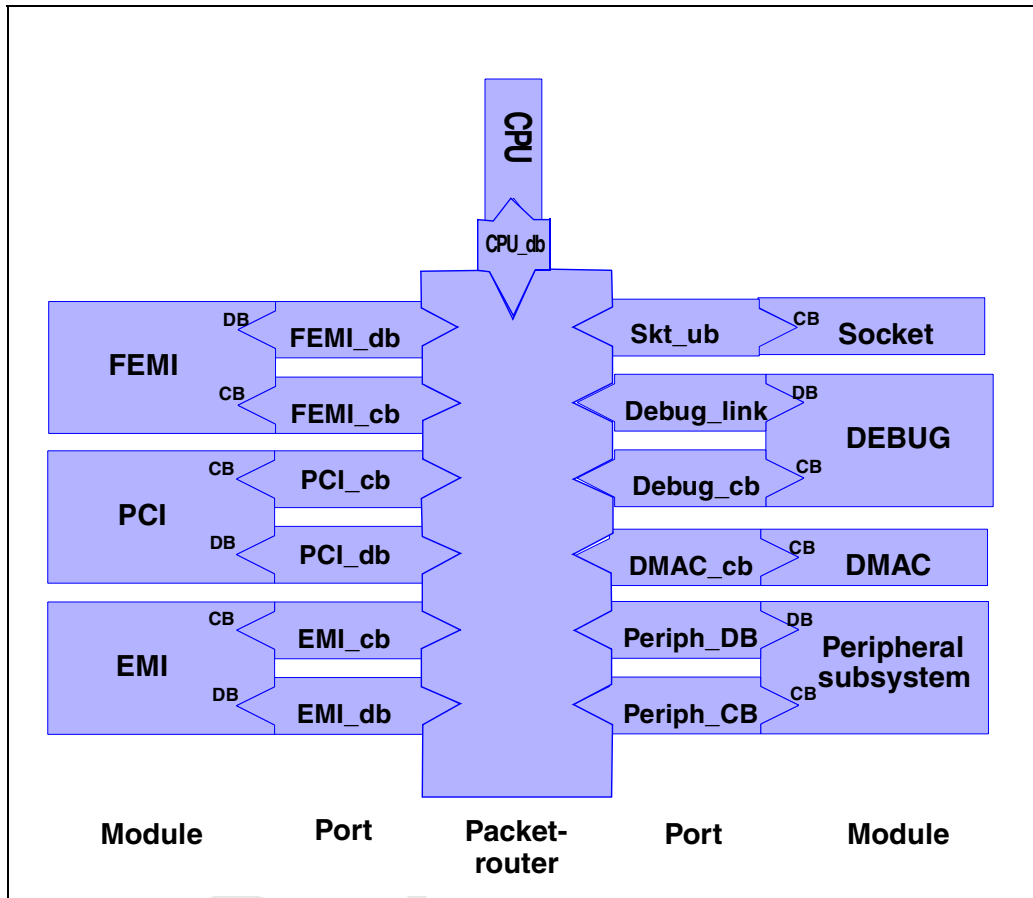 CPU
CPU_db
DB
FEMI_db
FEMI
CB
FEMI_cb
CB
PCI_cb
PCI
DB
PCI_db
CB
EMI_cb
EMI
DB
EMI_db
Skt_ub
CB
Socket
Debug_link
DB
DEBUG
Debug_cb
CB
DMAC_cb
CB
DMAC
Periph_DB
DB
Peripheral
subsystem
Periph_CB
CB
Module
Port
Packet-
router
Port
Module